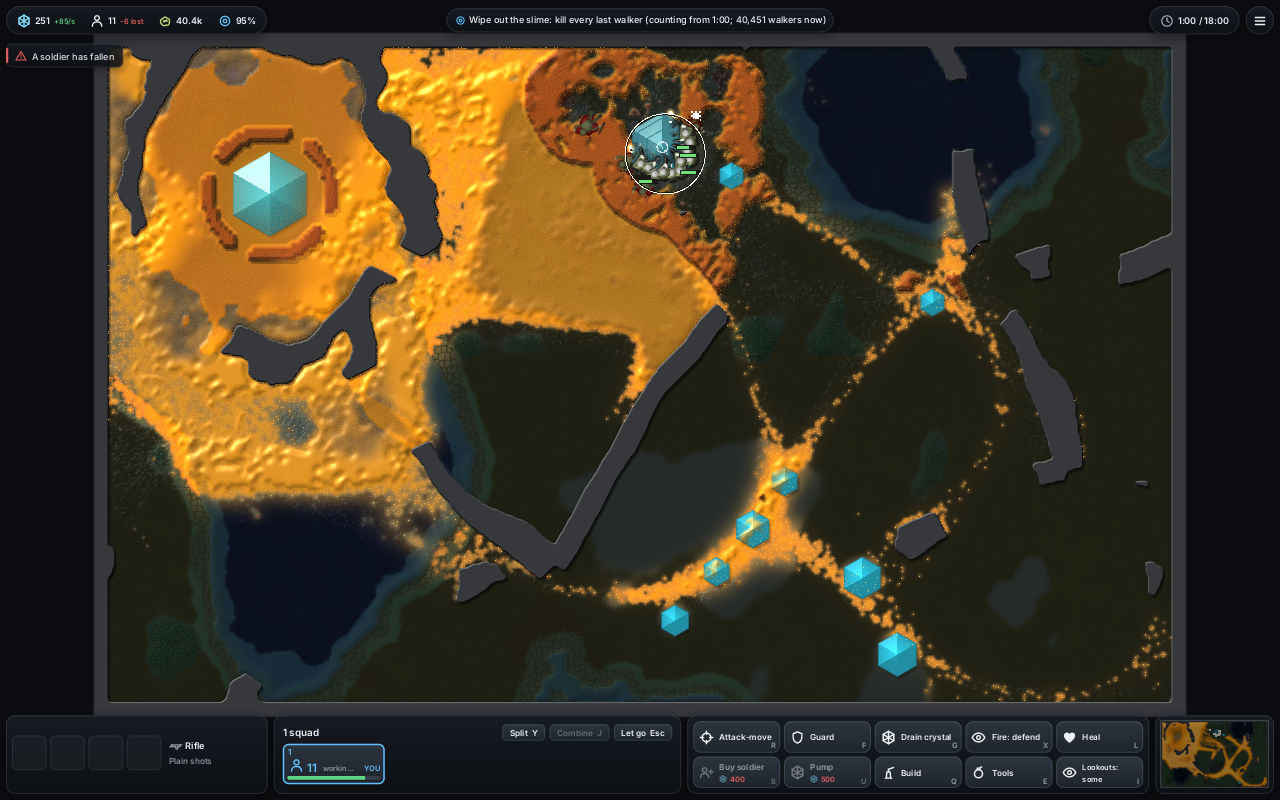 251 +85/s 11 -6 lost 40.4k 95%
Wipe out the slime: kill every last walker (counting from 1:00; 40,451 walkers now)
1:00 / 18:00
A soldier has fallen
Rifle
Plain shots
1 squad
Split Y
Combine J
Let go Esc
1
11 workin... YOU
Attack-move R
Guard F
Drain crystal G
Fire: defend X
Heal L
Buy soldier 400 B
Pump 500 U
Build Q
Tools E
Lookouts: some I